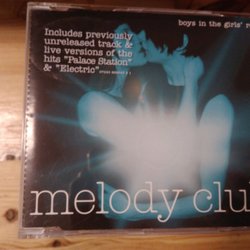 boys in the girls' r
Includes previously
unreleased track &
live versions of the
hits "Palace Station"
& "Electric"
melody clu